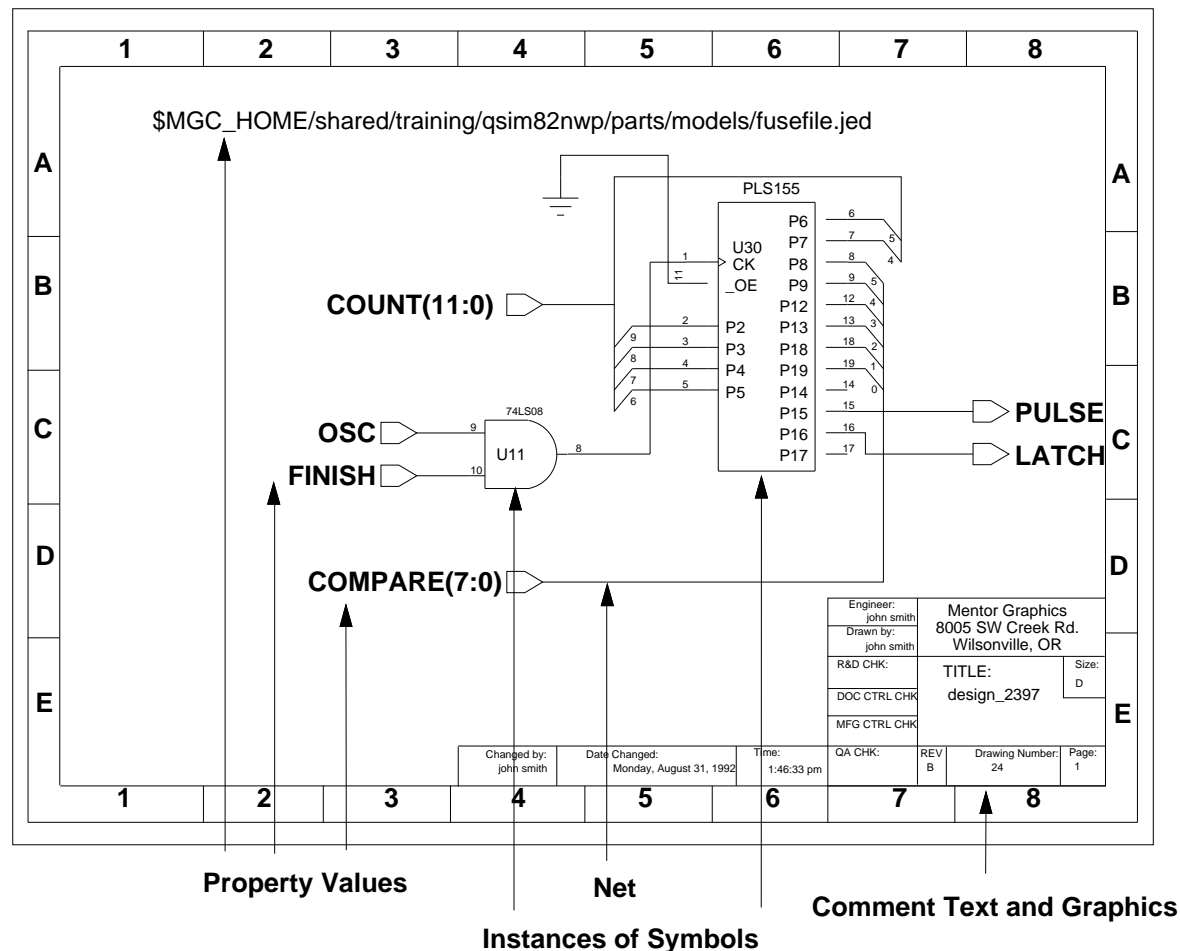 1 2 3 4 5 6 7 8
$MGC_HOME/shared/training/qsim82nwp/parts/models/fusefile.jed
A A
PLS155
P6 6
P7 7 5
U30
1 CK P8 8 4
11 _OE P9 9 5
B B
COUNT(11:0) P12 12 4
9 2 P2 P13 13 3
8 3 P3 P18 18 2
7 4 P4 P19 19 1
6 5 P5 P14 14 0
74LS08
P15 15 PULSE
C C
OSC 9 P16 16
U11 8 P17 17 LATCH
FINISH 10
D D
COMPARE(7:0)
Engineer:
john smith
Drawn by:
john smith
Mentor Graphics
8005 SW Creek Rd.
Wilsonville, OR
R&D CHK:
DOC CTRL CHK
MFG CTRL CHK
TITLE:
design_2397
Size:
D
E E
Changed by:
john smith
Date Changed:
Monday, August 31, 1992
Time:
1:46:33 pm
QA CHK:
REV
B
Drawing Number:
24
Page:
1
1 2 3 4 5 6 7 8
Property Values
Net
Comment Text and Graphics
Instances of Symbols